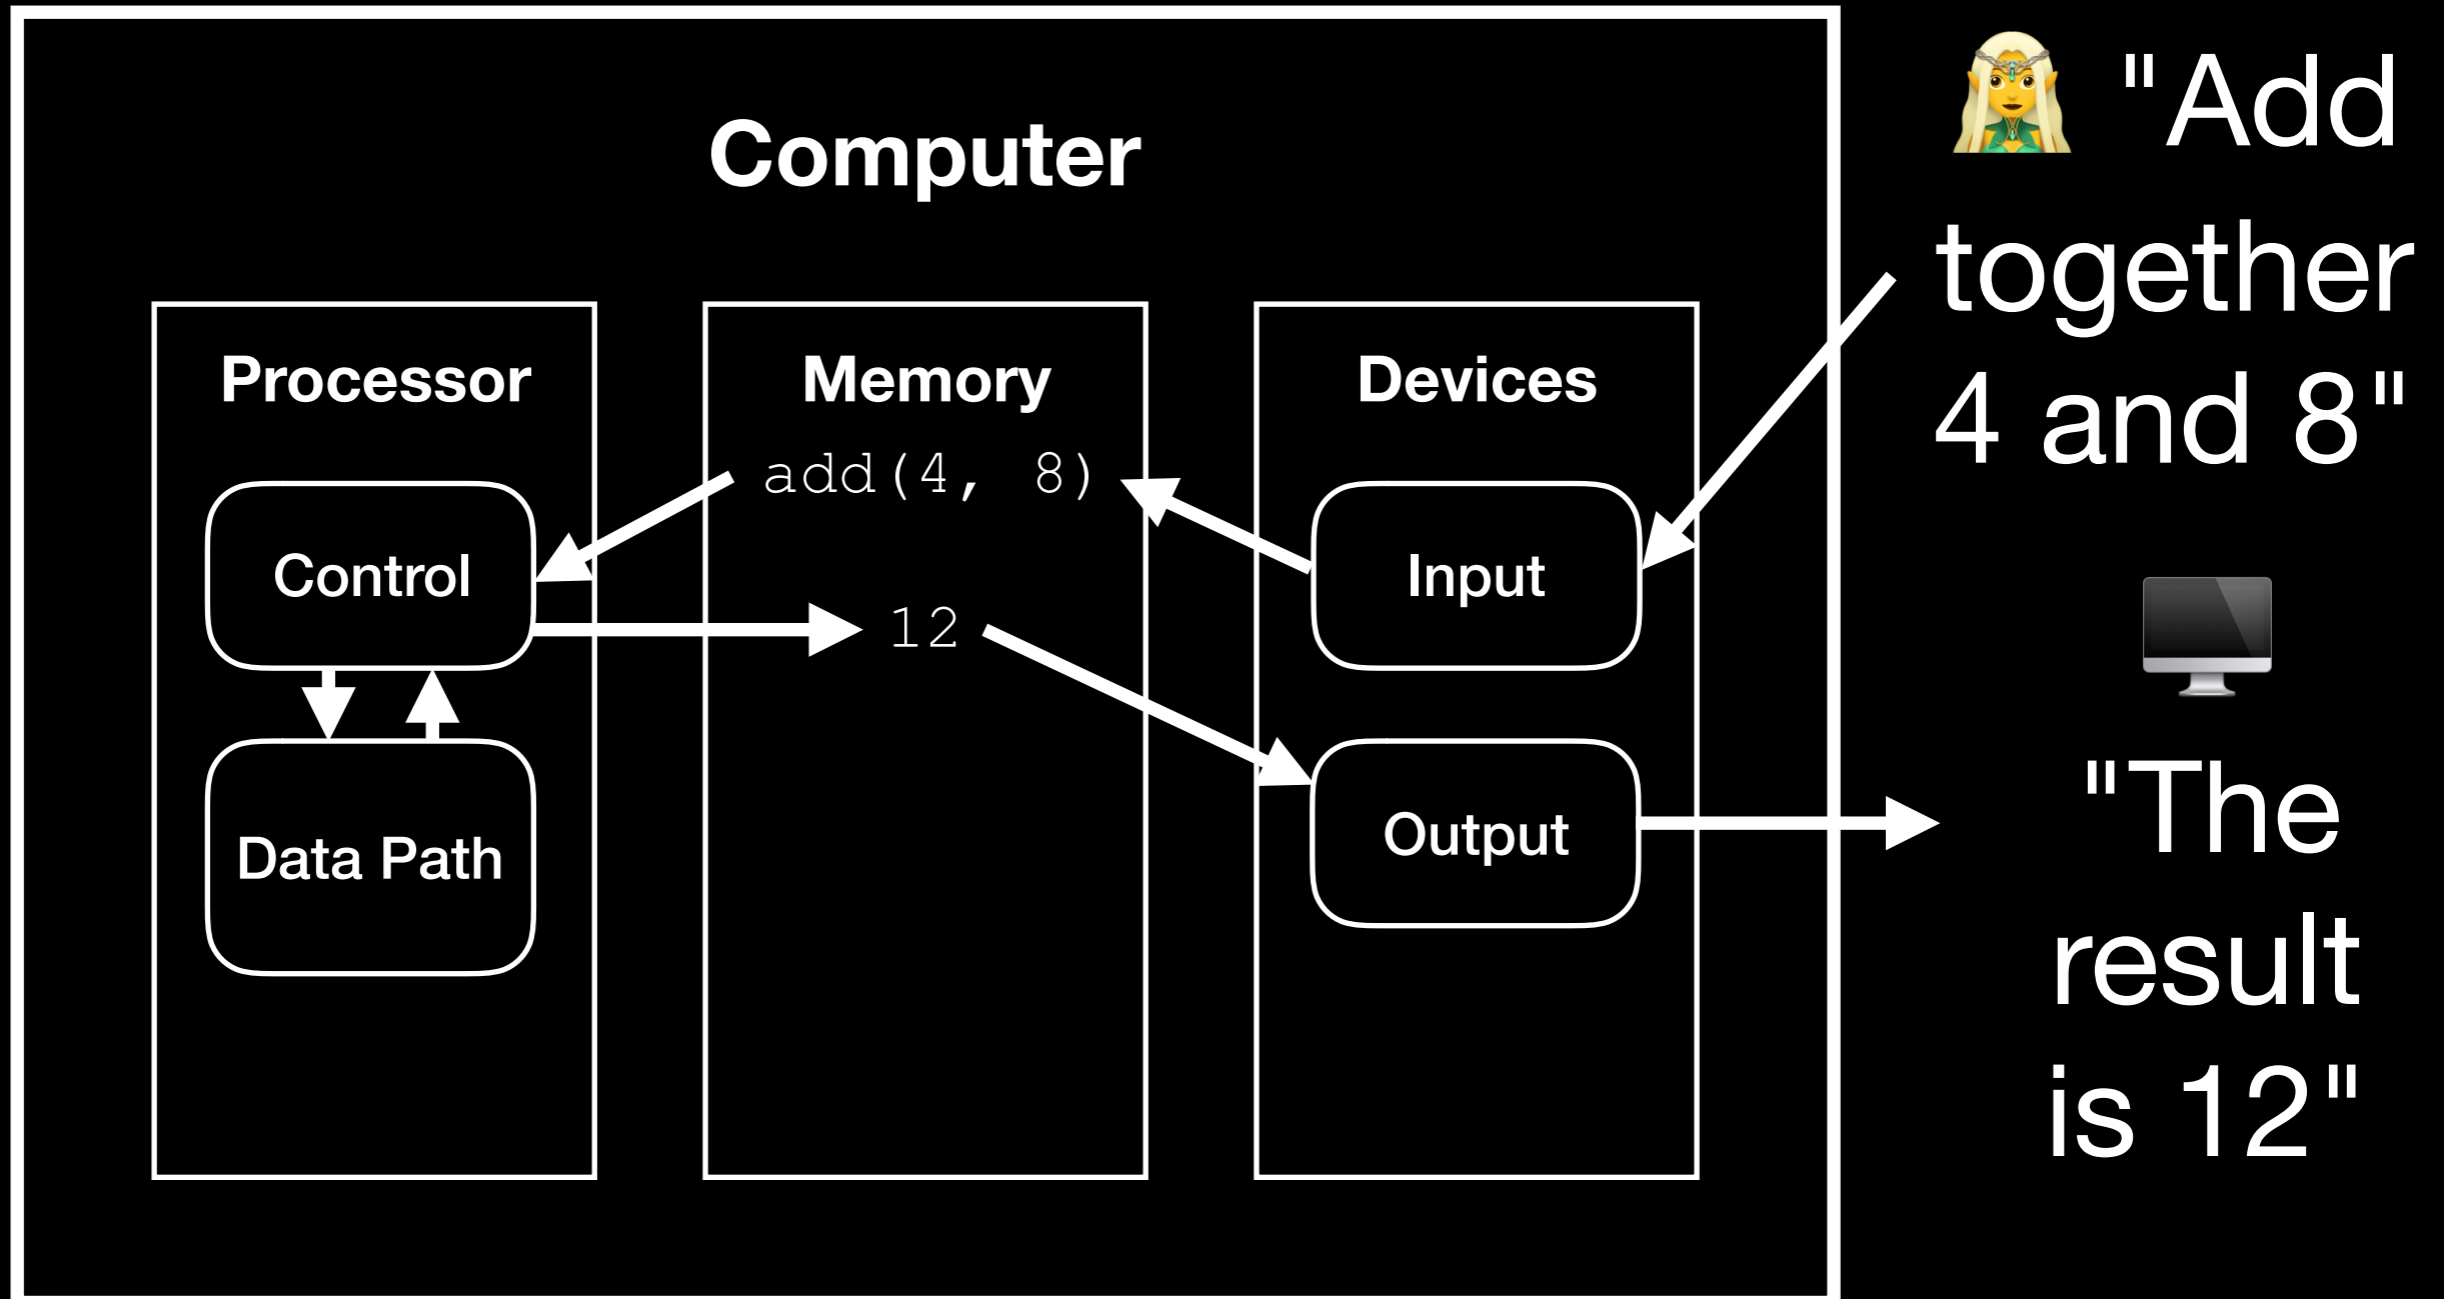 Computer
Processor
Control
Data Path
Memory
add(4, 8)
12
Devices
Input
Output
"Add
together
4 and 8"
"The
result
is 12"